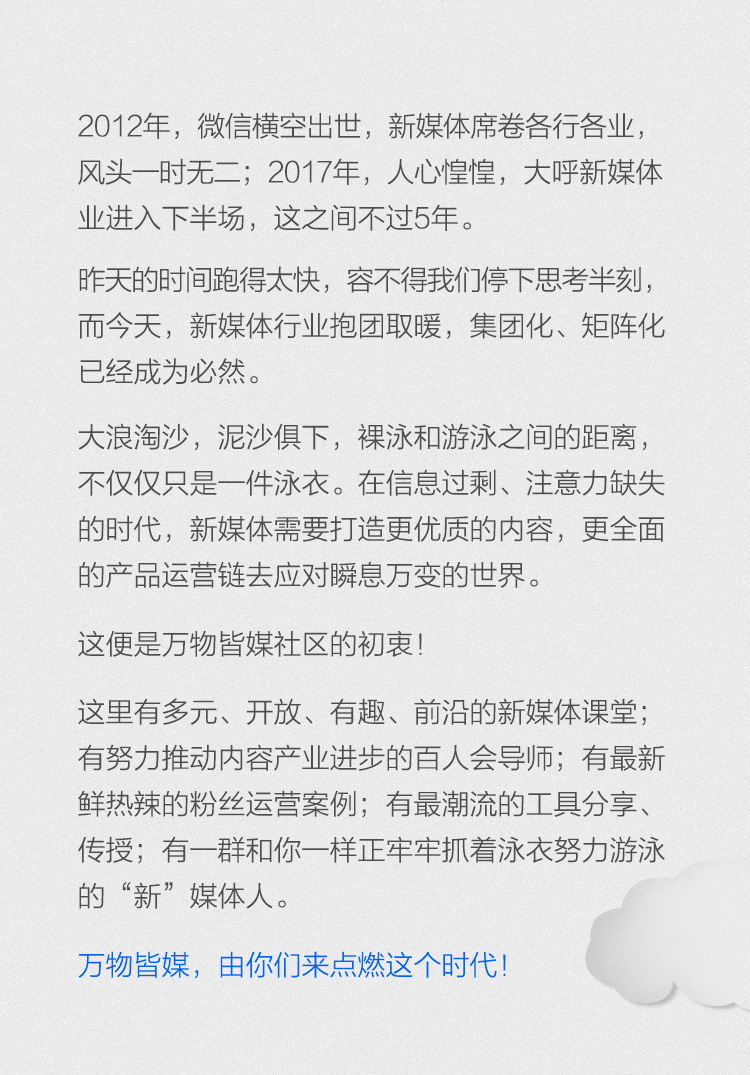 2012年，微信横空出世，新媒体席卷各行各业，
风头一时无二；2017年，人心惶惶，大呼新媒体
业进入下半场，这之间不过5年。
昨天的时间跑得太快，容不得我们停下思考半刻，
而今天，新媒体行业抱团取暖，集团化、矩阵化
已经成为必然。
大浪淘沙，泥沙俱下，裸泳和游泳之间的距离，
不仅仅只是一件泳衣。在信息过剩、注意力缺失
的时代，新媒体需要打造更优质的内容，更全面
的产品运营链去应对瞬息万变的世界。
这便是万物皆媒社区的初衷！
这里有多元、开放、有趣、前沿的新媒体课堂；
有努力推动内容产业进步的百人会导师；有最新
鲜热辣的粉丝运营案例；有最潮流的工具分享、
传授；有一群和你一样正牢牢抓着泳衣努力游泳
的“新”媒体人。
万物皆媒，由你们来点燃这个时代！